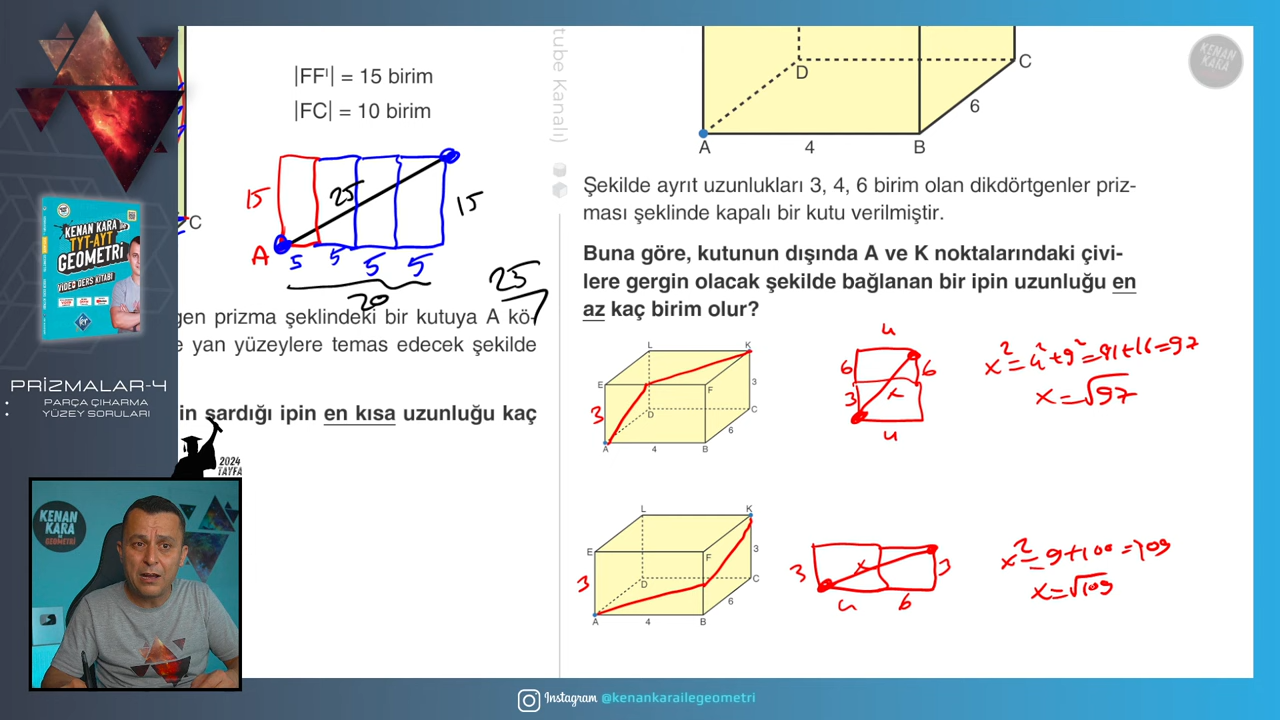 KENAN KARA
TYT-AYT
GEOMETRİ
VİDEO DERS KİTABI
PRİZMALAR-4
PARÇA ÇIKARMA
YÜZEY SORULARI
2024
TAYFA
KENAN
KARA
GEOMETRİ
|FF'| = 15 birim
|FC| = 10 birim
15
25
15
A
5 5 5 5
20
25
C
gen prizma şeklindeki bir kutuya A kö-
e yan yüzeylere temas edecek şekilde
in sardığı ipin en kısa uzunluğu kaç
tube Kanalı)
KENAN
KARA
D
C
6
A
4
B
Şekilde ayrıt uzunlukları 3, 4, 6 birim olan dikdörtgenler priz-
ması şeklinde kapalı bir kutu verilmiştir.
Buna göre, kutunun dışında A ve K noktalarındaki çivi-
lere gergin olacak şekilde bağlanan bir ipin uzunluğu en
az kaç birim olur?
L K
E F
3 3
D C
6
A 4 B
4
6 6
3 x
4
x²=4²+9²=81+16=97
x=√97
L K
E F
3 3
D C
6
A 4 B
3 x 3
4 6
x²=9+100=109
x=√109
Instagram @kenankarailegeometri